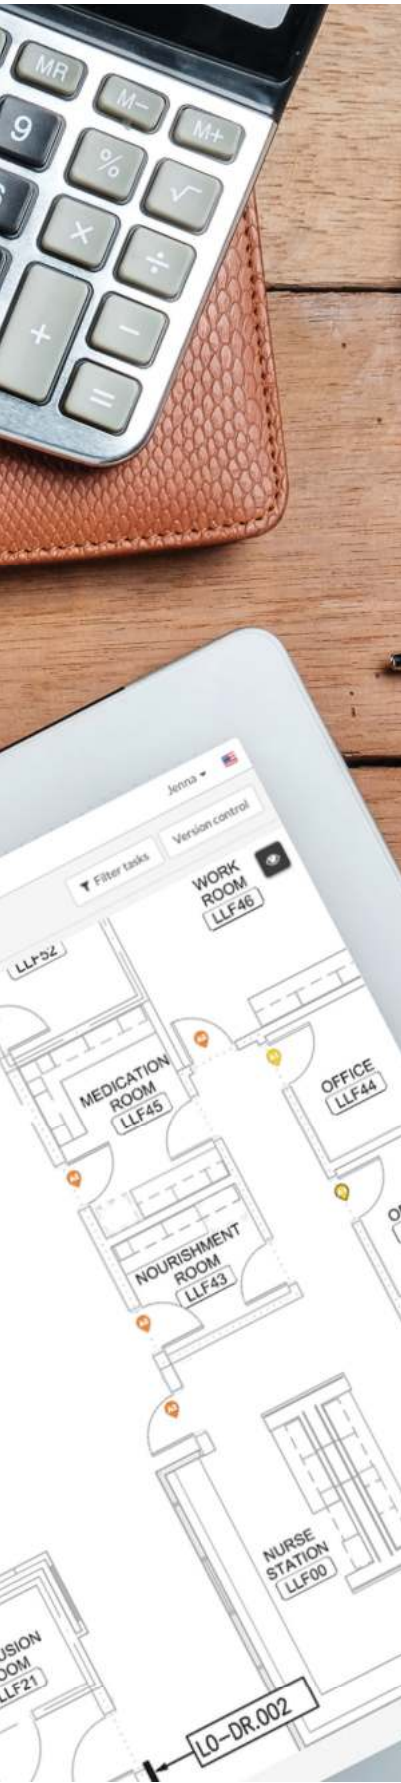 MR
M−
M+
9
%
√
×
÷
+
−
=
Jenna
Filter tasks
Version control
WORK
ROOM
LLF46
LLF52
MEDICATION
ROOM
LLF45
OFFICE
LLF44
NOURISHMENT
ROOM
LLF43
NURSE
STATION
LLF00
LLF21
L0-DR.002